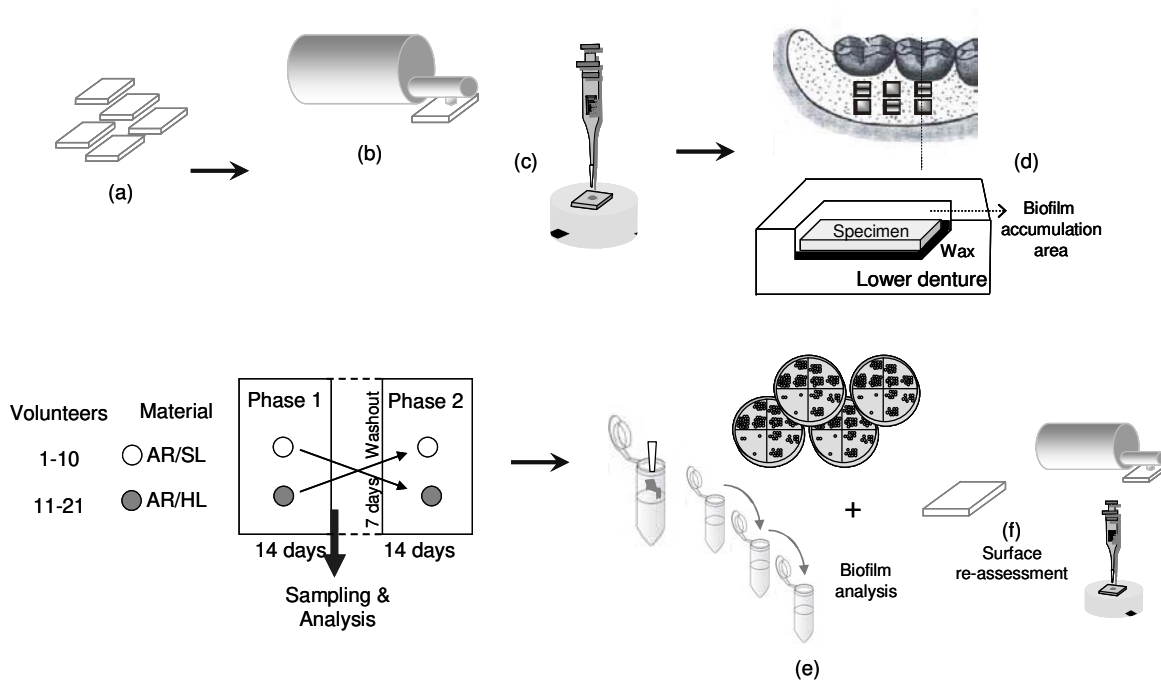 (a)
(b)
(c)
(d)
Specimen
Wax
Lower denture
Biofilm
accumulation
area
Volunteers
Material
1-10
AR/SL
11-21
AR/HL
Phase 1
7 days Washout
Phase 2
14 days
14 days
Sampling &
Analysis
+
Biofilm
analysis
(e)
(f)
Surface
re-assessment